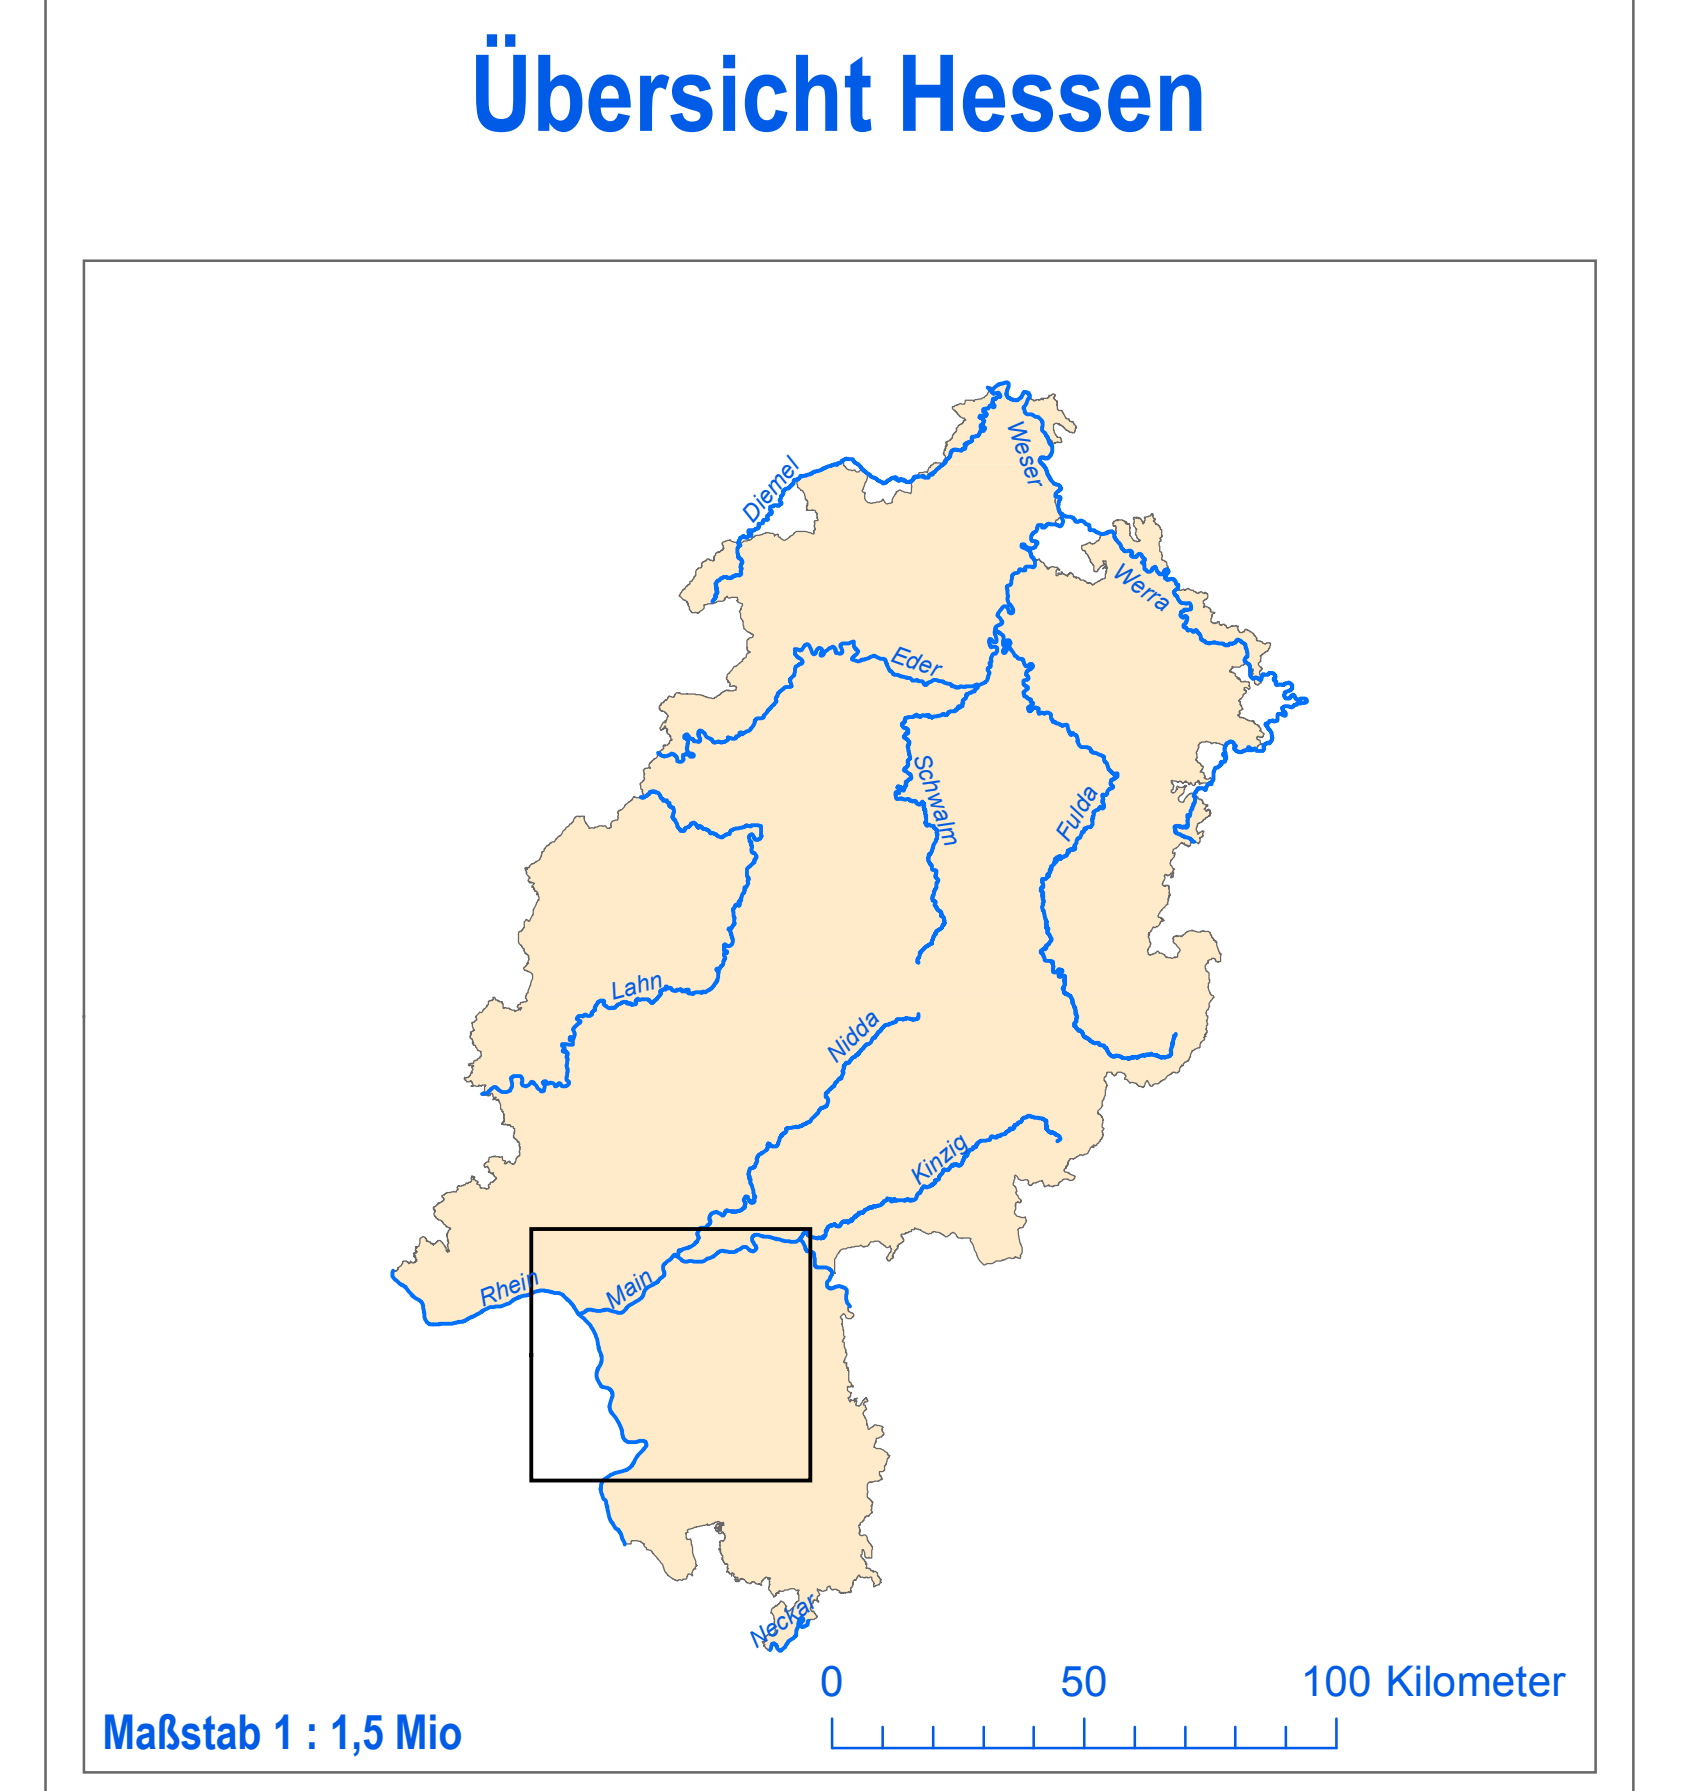 Übersicht Hessen
Weser
Diemel
Werra
Eder
Schwalm
Fulda
Lahn
Nidda
Kinzig
Rhein
Main
Neckar
0 50 100 Kilometer
Maßstab 1 : 1,5 Mio